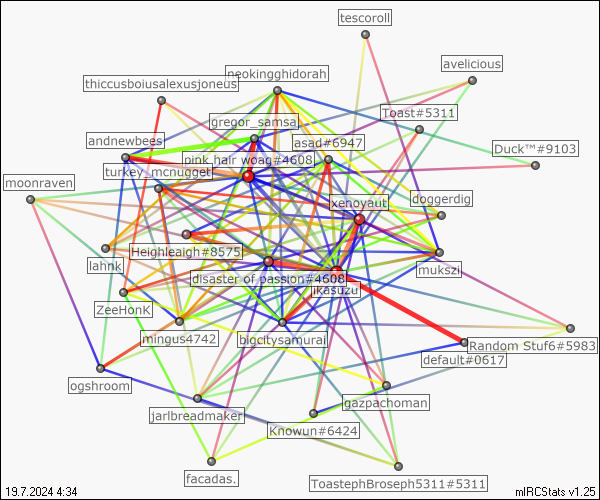 tescoroll
avelicious
neokingghidorah
thiccusboiusalexusjoneus
Toast#5311
gregor_samsa
andnewbees
asad#6947
Duck™#9103
pink hair woag#4608
turkey_mcnugget
moonraven
xenoyaut
doggerdig
Heighleaigh#8575
lahnk
mukszi
disaster of passion#4608
iKasuzu
ZeeHonK
mingus4742
bigcitysamurai
Random Stuf6#5983
default#0617
ogshroom
gazpachoman
jarlbreadmaker
Knowun#6424
facadas.
ToastephBroseph5311#5311
19.7.2024 4:34
mIRCStats v1.25